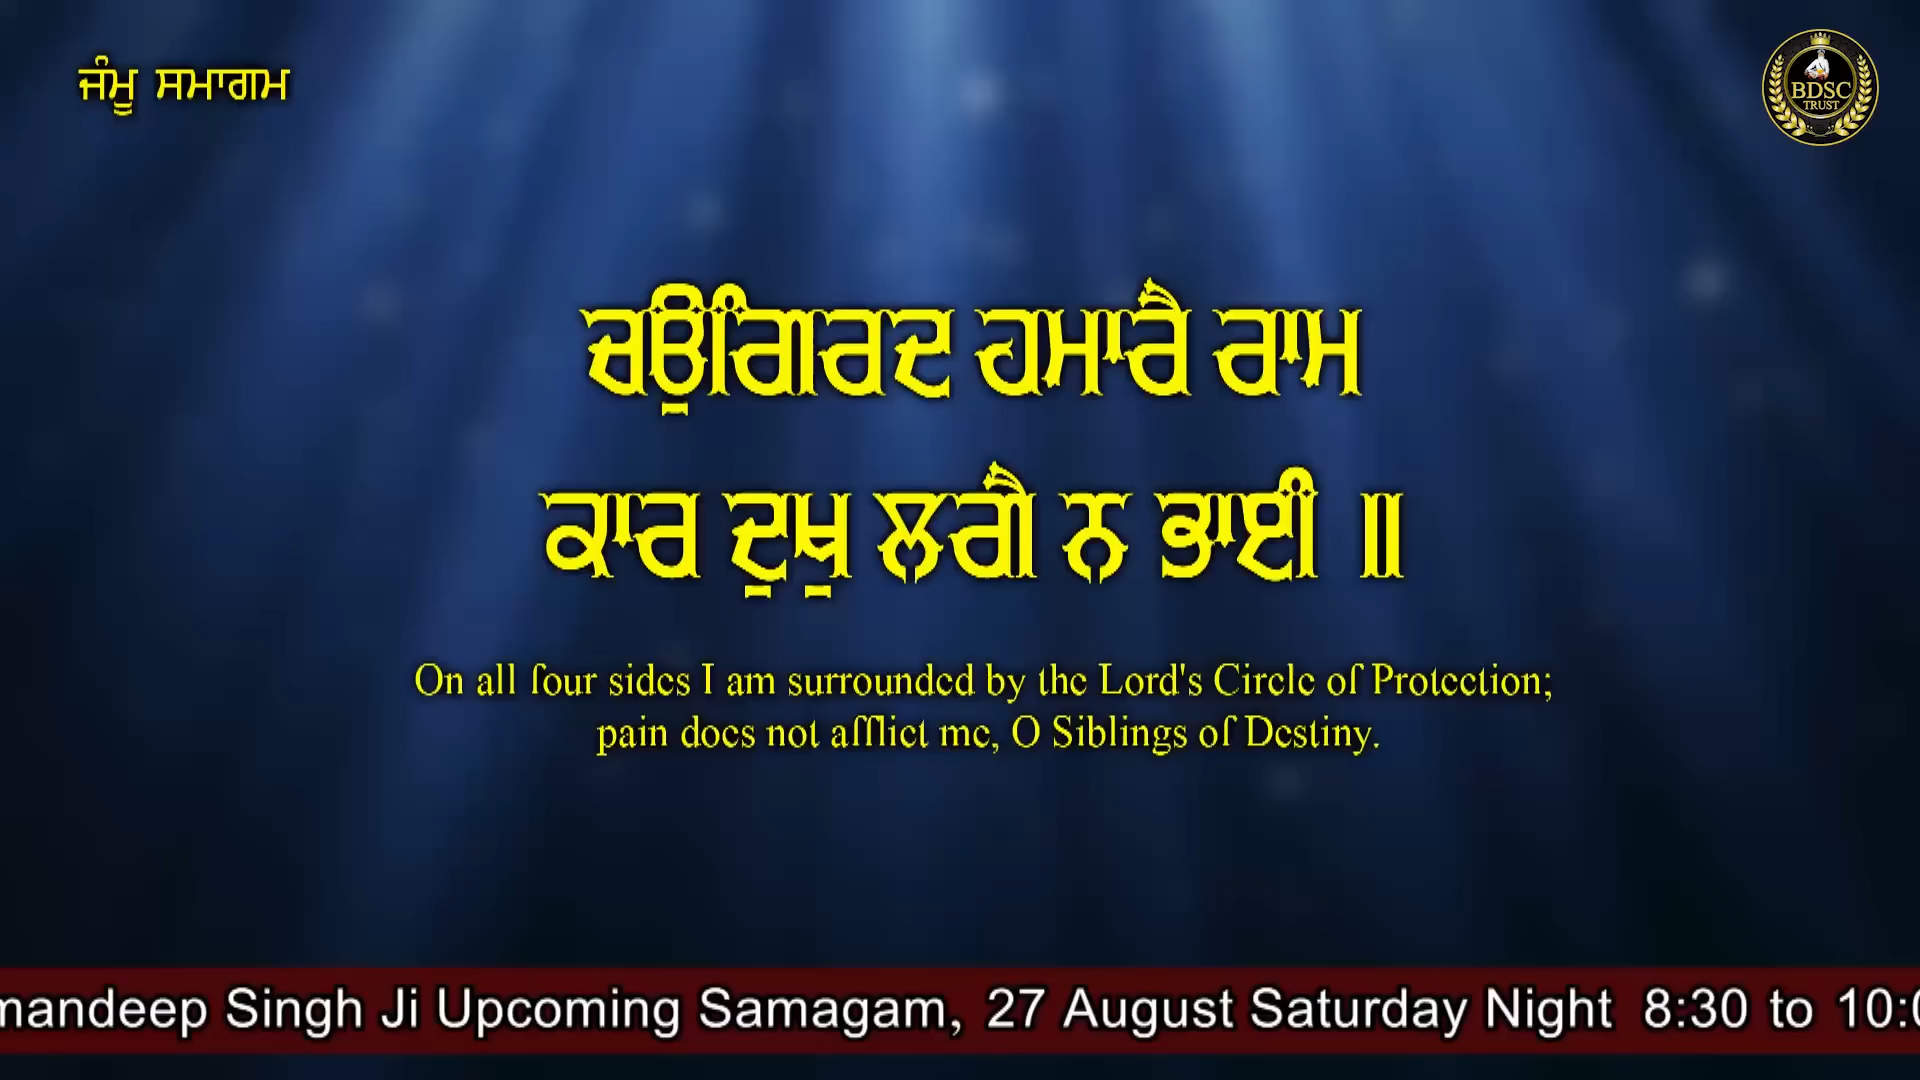 ਜੰਮੂ ਸਮਾਗਮ
BDSC
TRUST
ਚਉਗਿਰਦ ਹਮਾਰੈ ਰਾਮ
ਕਾਰ ਦੁਖੁ ਲਗੈ ਨ ਭਾਈ ॥
On all four sides I am surrounded by the Lord's Circle of Protection;
pain does not afflict me, O Siblings of Destiny.
mandeep Singh Ji Upcoming Samagam, 27 August Saturday Night 8:30 to 10:0